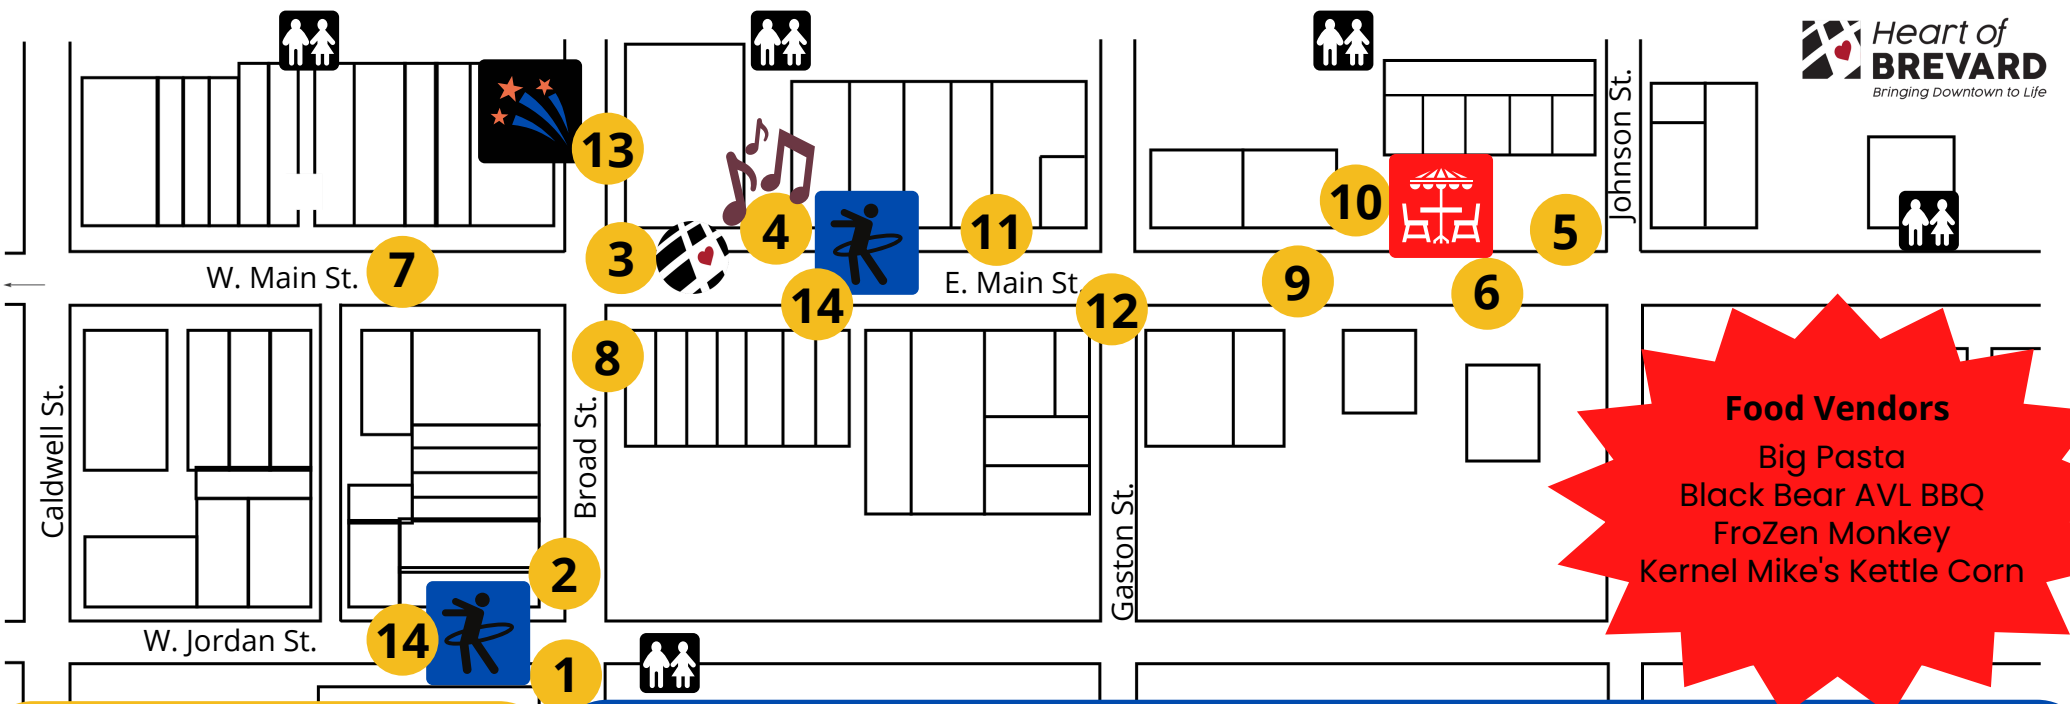 Heart of
BREVARD
Bringing Downtown to Life
Johnson St.
13
10
4
11
5
3
W. Main St.
7
E. Main St.
9
6
14
12
8
Caldwell St.
Broad St.
Gaston St.
Food Vendors
Big Pasta
Black Bear AVL BBQ
FroZen Monkey
Kernel Mike's Kettle Corn
2
W. Jordan St.
14
1